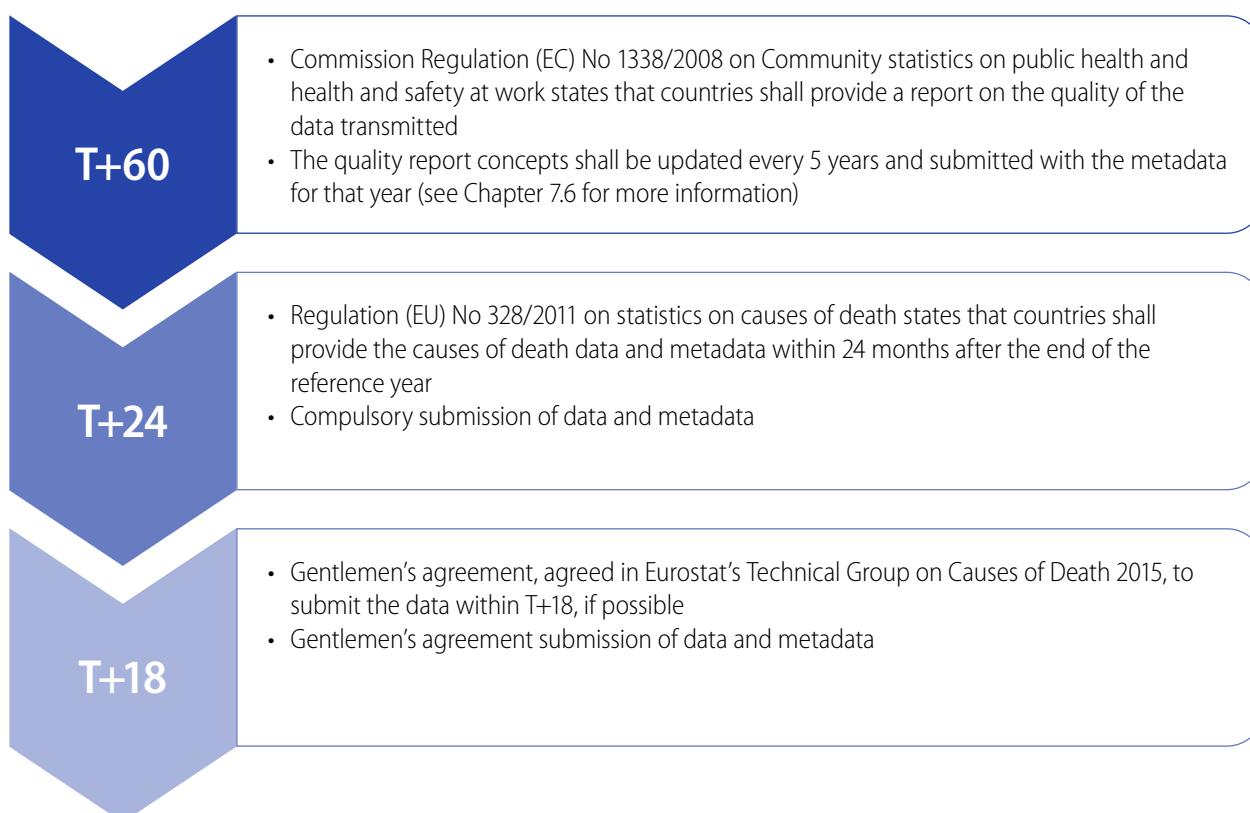 T+60
• Commission Regulation (EC) No 1338/2008 on Community statistics on public health and
health and safety at work states that countries shall provide a report on the quality of the
data transmitted
• The quality report concepts shall be updated every 5 years and submitted with the metadata
for that year (see Chapter 7.6 for more information)
T+24
• Regulation (EU) No 328/2011 on statistics on causes of death states that countries shall
provide the causes of death data and metadata within 24 months after the end of the
reference year
• Compulsory submission of data and metadata
T+18
• Gentlemen’s agreement, agreed in Eurostat’s Technical Group on Causes of Death 2015, to
submit the data within T+18, if possible
• Gentlemen’s agreement submission of data and metadata